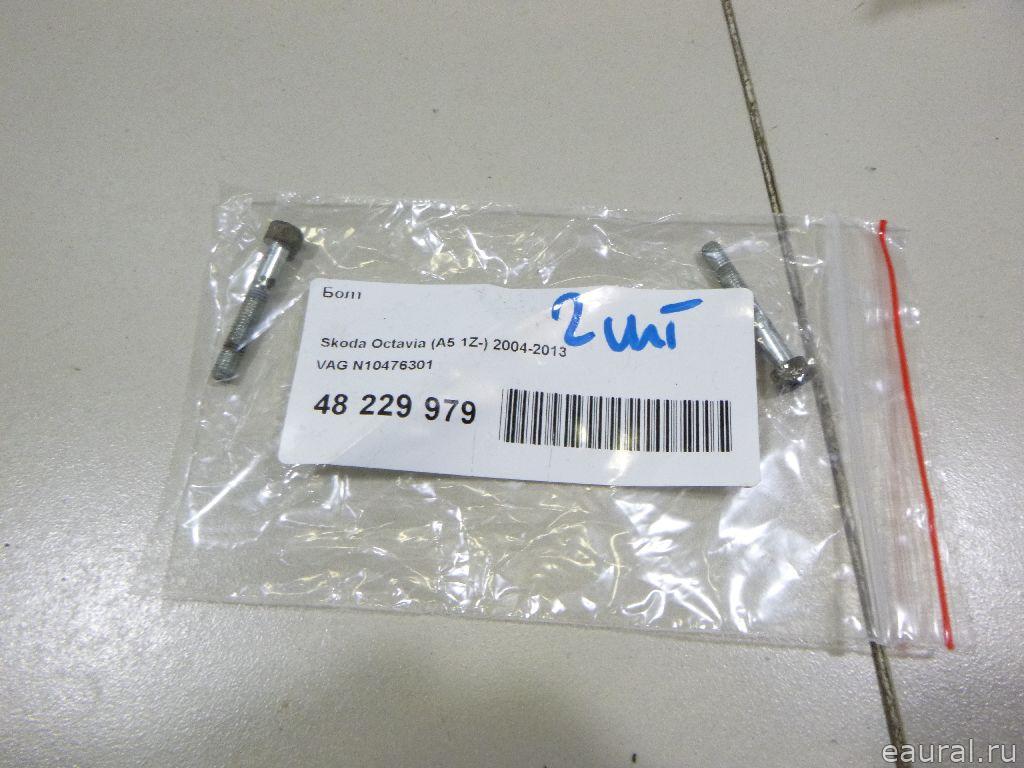 Болт
2 шт
Skoda Octavia (A5 1Z-) 2004-2013
VAG N10476301
48 229 979
eaural.ru